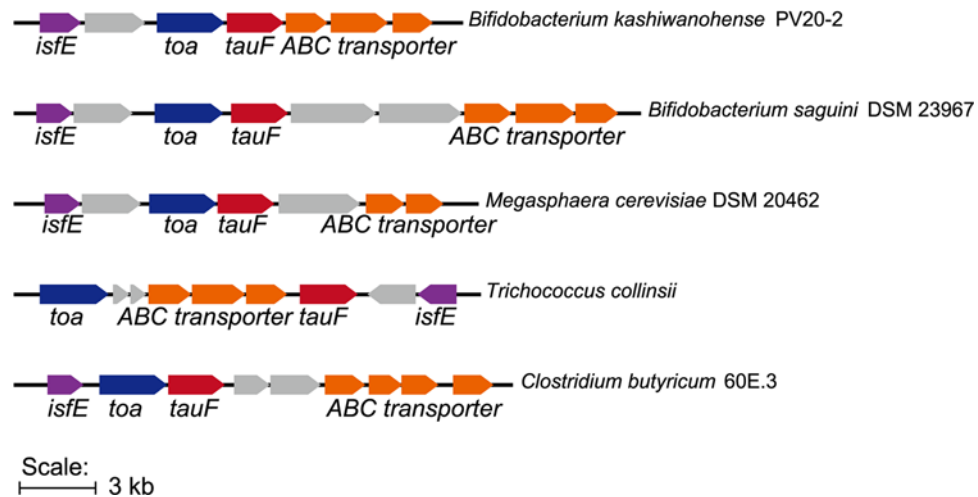 Bifidobacterium kashiwanohense PV20-2
isfE toa tauF ABC transporter
Bifidobacterium saguini DSM 23967
isfE toa tauF ABC transporter
Megasphaera cerevisiae DSM 20462
isfE toa tauF ABC transporter
Trichococcus collinsii
toa ABC transporter tauF isfE
Clostridium butyricum 60E.3
isfE toa tauF ABC transporter
Scale:
3 kb